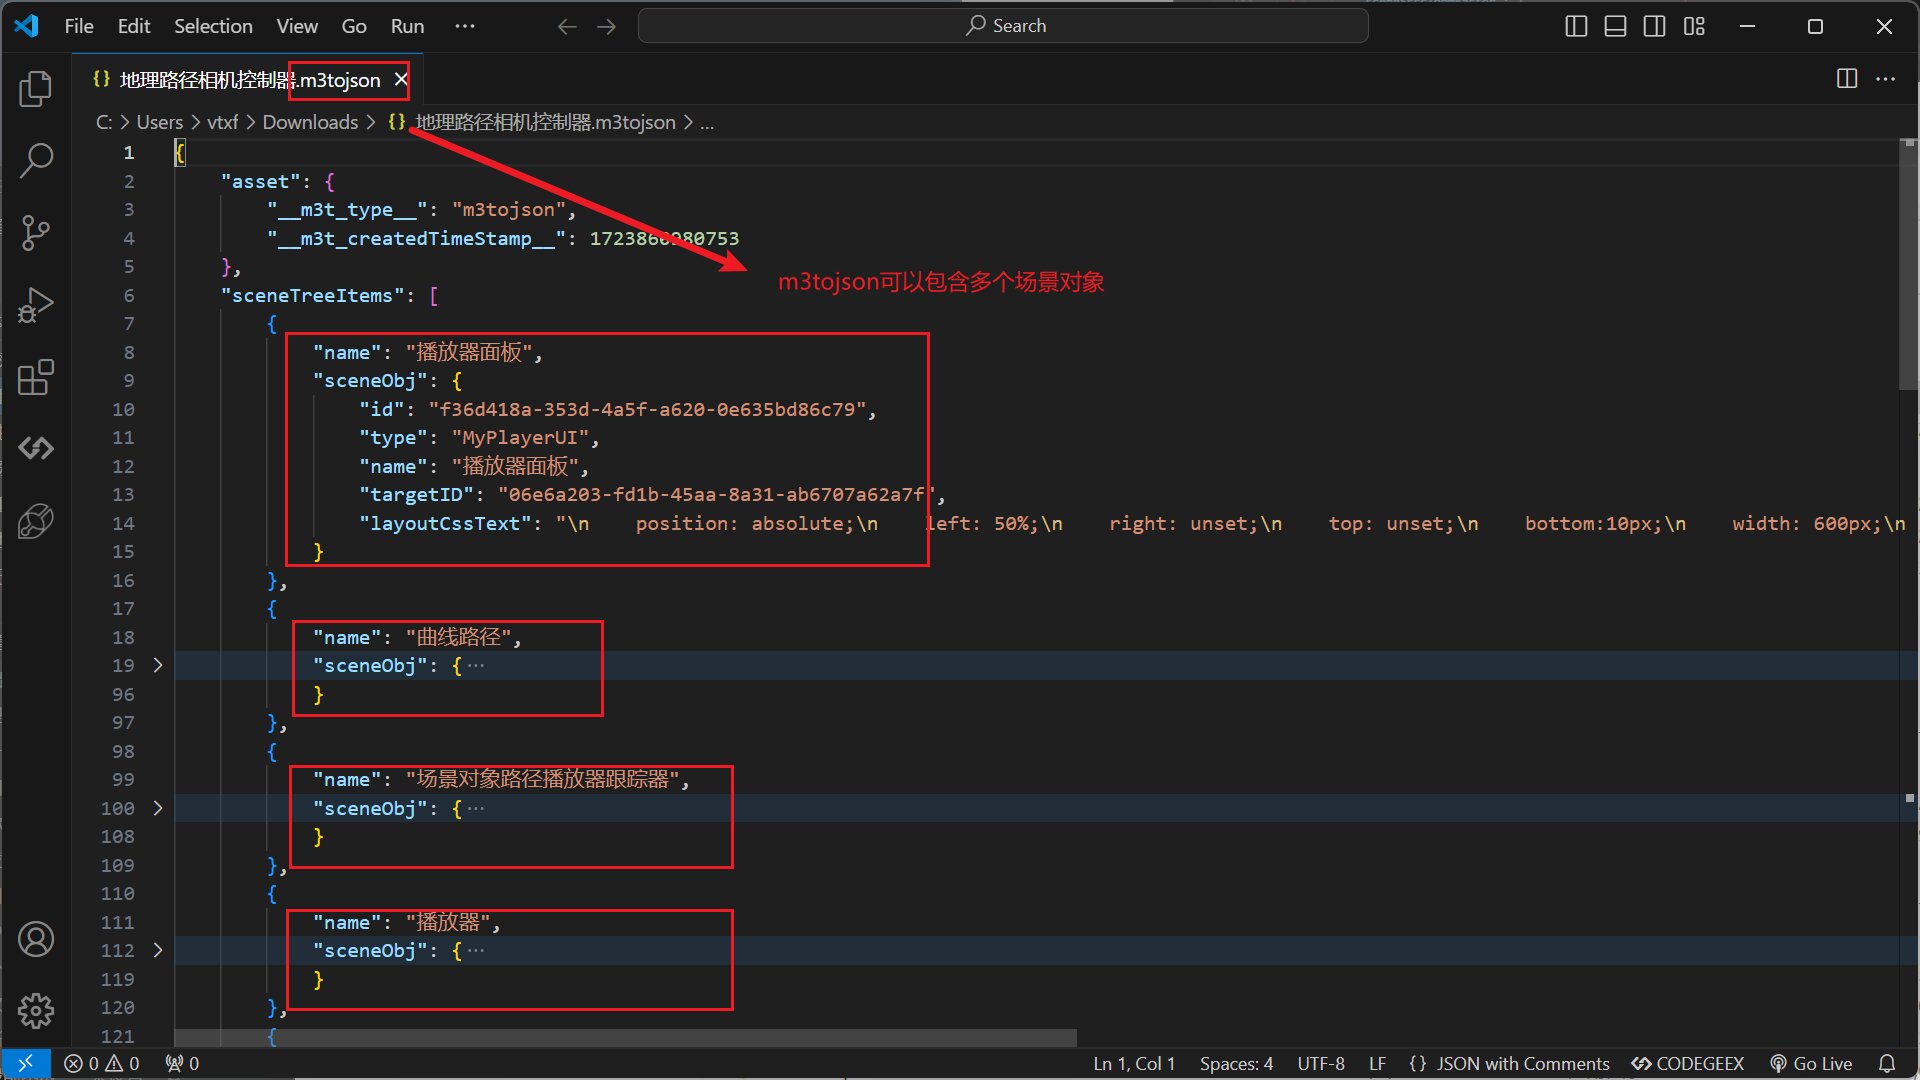 File Edit Selection View Go Run ··· Search
{} 地理路径相机控制器.m3tojson
C: > Users > vtxf > Downloads > {} 地理路径相机控制器.m3tojson > ...
1 {
2 "asset": {
3 "__m3t_type__": "m3tojson",
4 "__m3t_createdTimeStamp__": 1723866980753
5 },
m3tojson可以包含多个场景对象
6 "sceneTreeItems": [
7 {
8 "name": "播放器面板",
9 "sceneObj": {
10 "id": "f36d418a-353d-4a5f-a620-0e635bd86c79",
11 "type": "MyPlayerUI",
12 "name": "播放器面板",
13 "targetID": "06e6a203-fd1b-45aa-8a31-ab6707a62a7f",
14 "layoutCssText": "\n    position: absolute;\n    left: 50%;\n    right: unset;\n    top: unset;\n    bottom:10px;\n    width: 600px;\n
15 }
16 },
17 {
18 "name": "曲线路径",
19 "sceneObj": { ···
96 }
97 },
98 {
99 "name": "场景对象路径播放器跟踪器",
100 "sceneObj": { ···
108 }
109 },
110 {
111 "name": "播放器",
112 "sceneObj": { ···
119 }
120 },
121 {
0 0 0 Ln 1, Col 1 Spaces: 4 UTF-8 LF {} JSON with Comments CODEGEEX Go Live